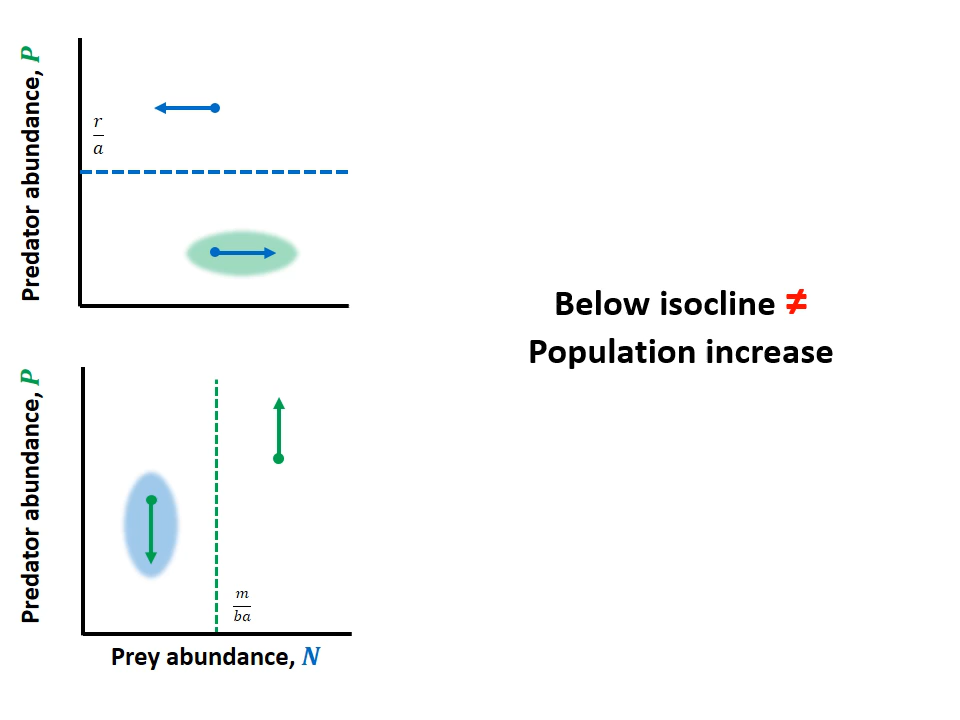 Predator abundance, P
r
a
Below isocline ≠
Population increase
Predator abundance, P
m
ba
Prey abundance, N